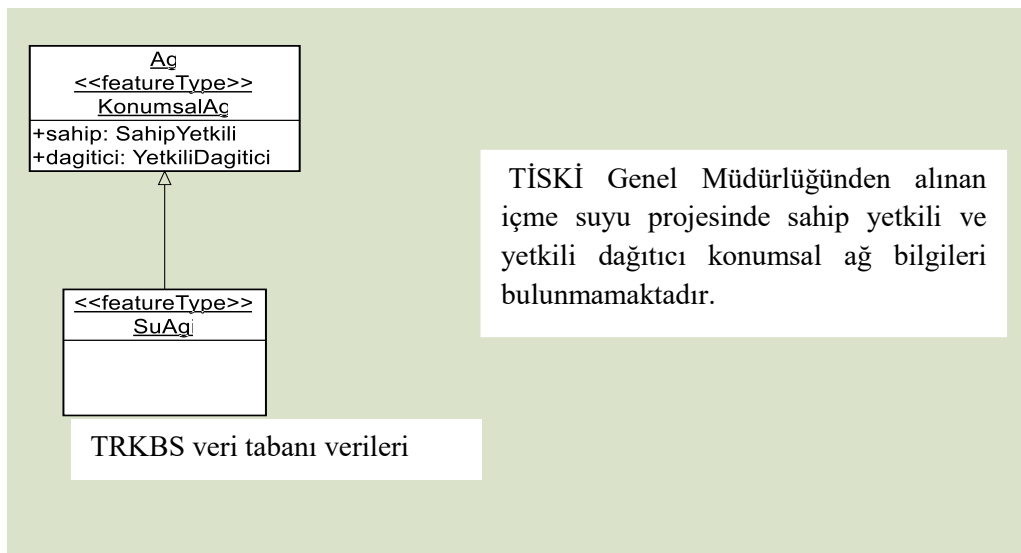 Ag
<<featureType>>
KonumsalAg
+sahip: SahipYetkili
+dagitici: YetkiliDagitici
TİSKİ Genel Müdürlüğünden alınan
içme suyu projesinde sahip yetkili ve
yetkili dağıtıcı konumsal ağ bilgileri
bulunmamaktadır.
<<featureType>>
SuAgi
TRKBS veri tabanı verileri